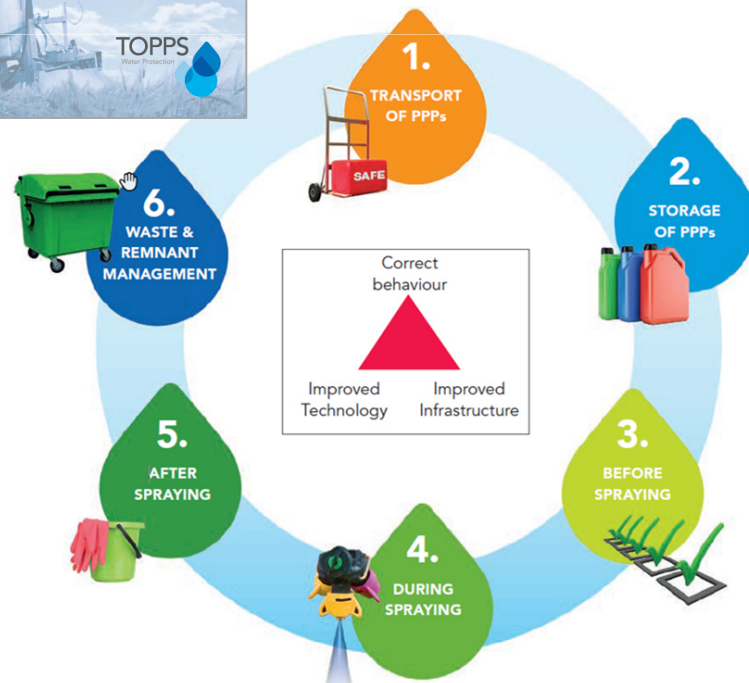 TOPPS
Water Protection
1.
TRANSPORT
OF PPPs
SAFE
2.
STORAGE
OF PPPs
3.
BEFORE
SPRAYING
4.
DURING
SPRAYING
5.
AFTER
SPRAYING
6.
WASTE &
REMNANT
MANAGEMENT
Correct
behaviour
Improved
Technology
Improved
Infrastructure